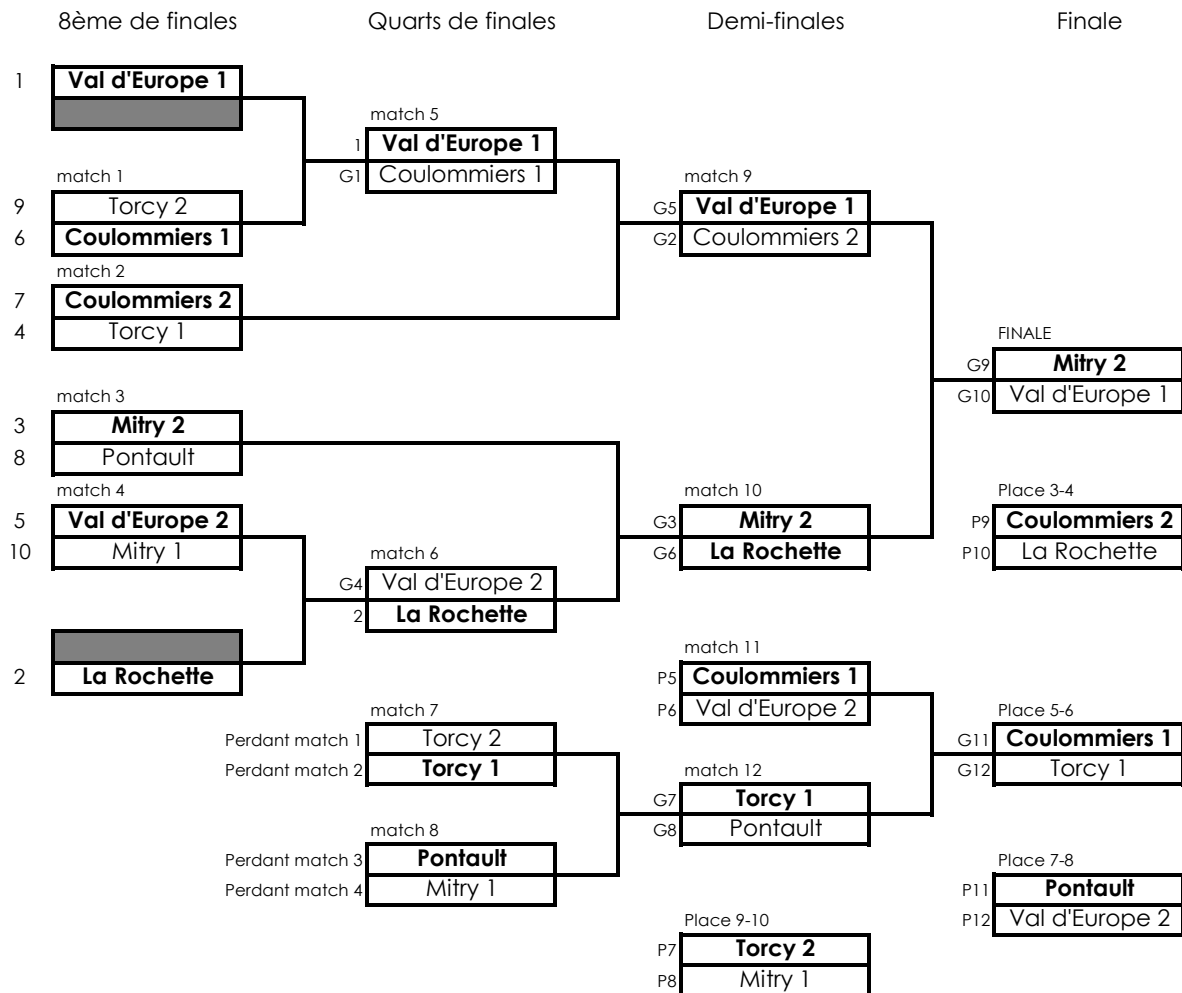 8ème de finales
Quarts de finales
Demi-finales
Finale
1 Val d'Europe 1
match 5
1 Val d'Europe 1
G1 Coulommiers 1
match 1
9 Torcy 2
6 Coulommiers 1
match 9
G5 Val d'Europe 1
G2 Coulommiers 2
match 2
7 Coulommiers 2
4 Torcy 1
FINALE
G9 Mitry 2
G10 Val d'Europe 1
match 3
3 Mitry 2
8 Pontault
match 4
5 Val d'Europe 2
10 Mitry 1
match 10
G3 Mitry 2
G6 La Rochette
Place 3-4
P9 Coulommiers 2
P10 La Rochette
match 6
G4 Val d'Europe 2
2 La Rochette
2 La Rochette
match 11
P5 Coulommiers 1
P6 Val d'Europe 2
match 7
Perdant match 1 Torcy 2
Perdant match 2 Torcy 1
Place 5-6
G11 Coulommiers 1
G12 Torcy 1
match 12
G7 Torcy 1
G8 Pontault
match 8
Perdant match 3 Pontault
Perdant match 4 Mitry 1
Place 7-8
P11 Pontault
P12 Val d'Europe 2
Place 9-10
P7 Torcy 2
P8 Mitry 1